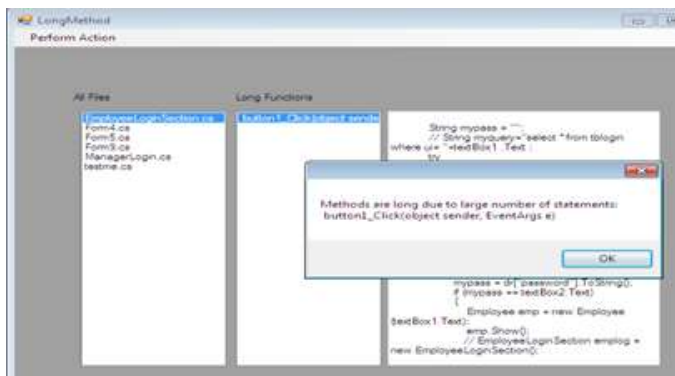 LongMethod
Perform Action
All Files
Long Functions
EmployeeLoginSection.cs
Form4.cs
Form5.cs
Form9.cs
ManagerLogin.cs
testme.cs
button1_Click(object sende
String mypass = "";
// String myquery="select * from tblogin
where ui= "+textBox1 .Text ;
try
Methods are long due to large number of statements:
button1_Click(object sender, EventArgs e)
OK
mypass = dr["password"].ToString();
if (mypass == textBox2.Text)
{
Employee emp = new Employee
(textBox1.Text);
emp.Show();
// EmployeeLoginSection emplog =
new EmployeeLoginSection();